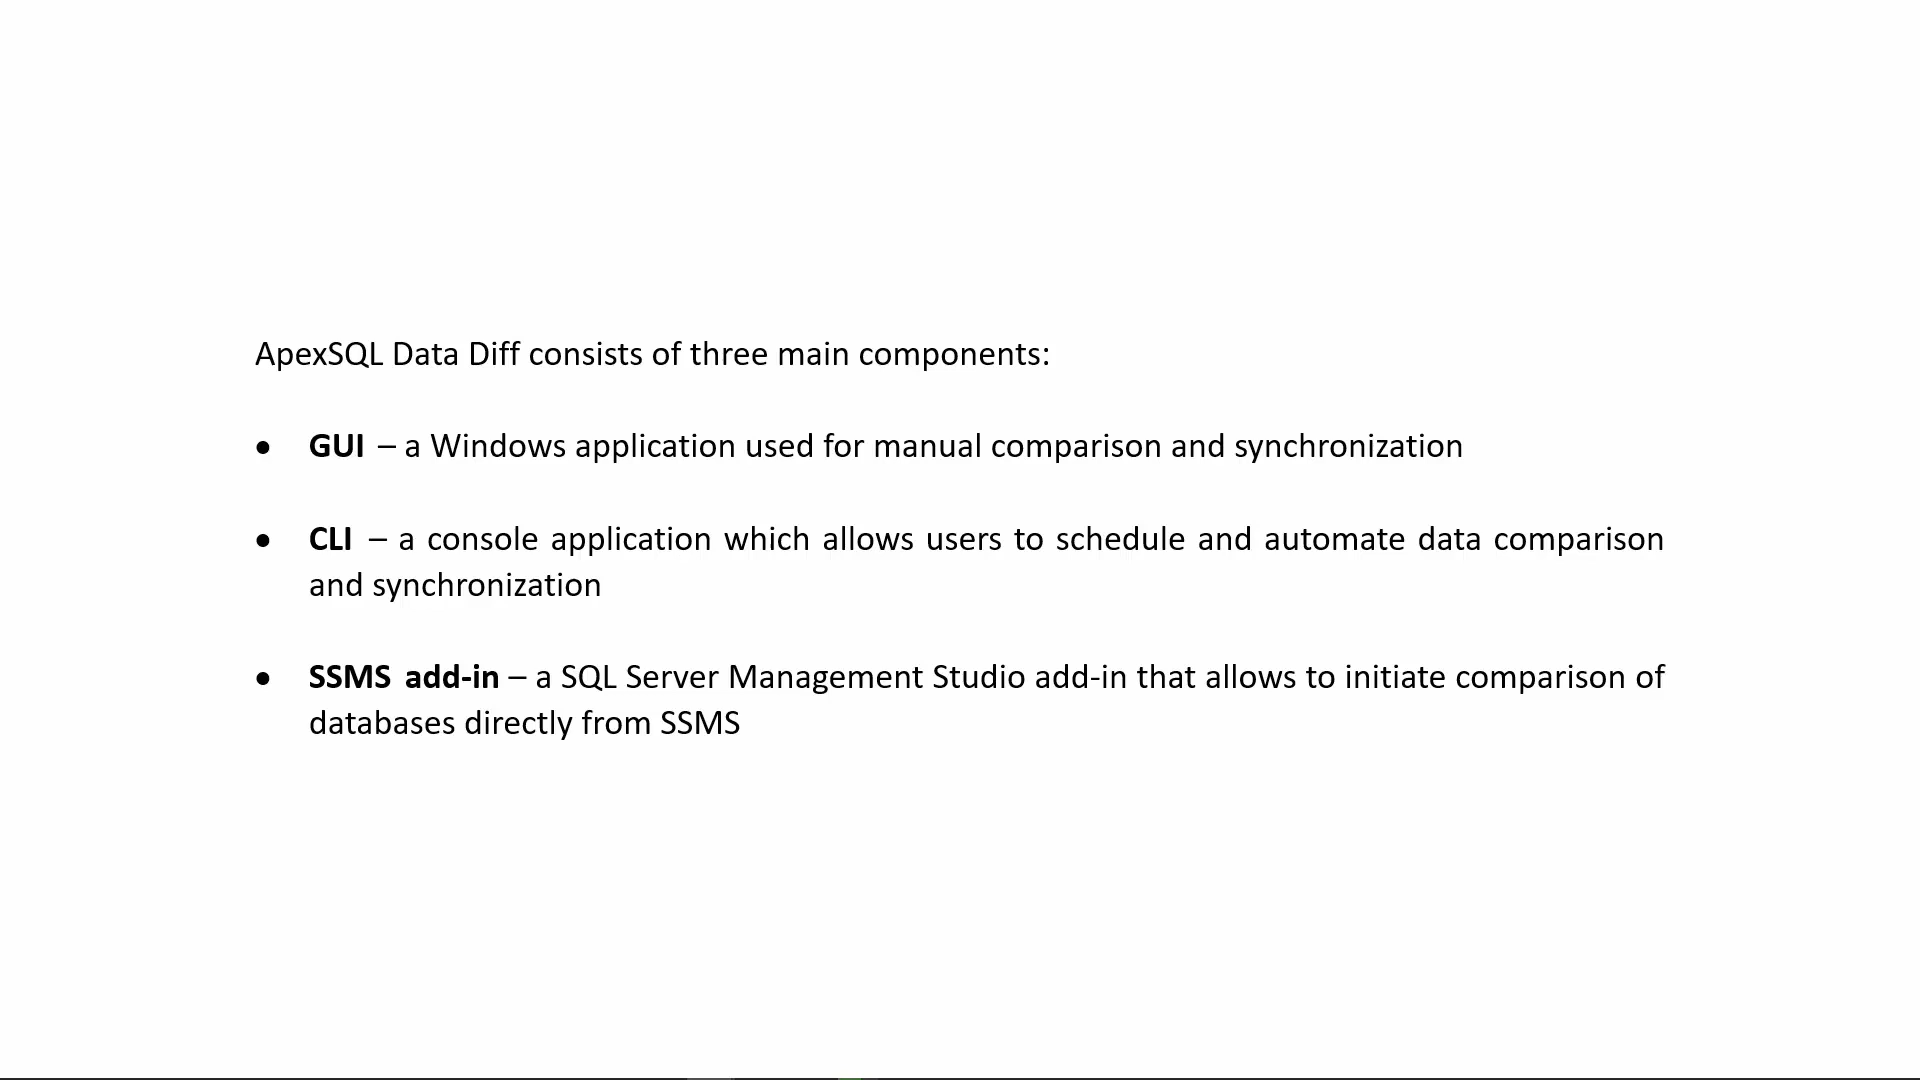 ApexSQL Data Diff consists of three main components:
● GUI – a Windows application used for manual comparison and synchronization
● CLI – a console application which allows users to schedule and automate data comparison
and synchronization
● SSMS add-in – a SQL Server Management Studio add-in that allows to initiate comparison of
databases directly from SSMS